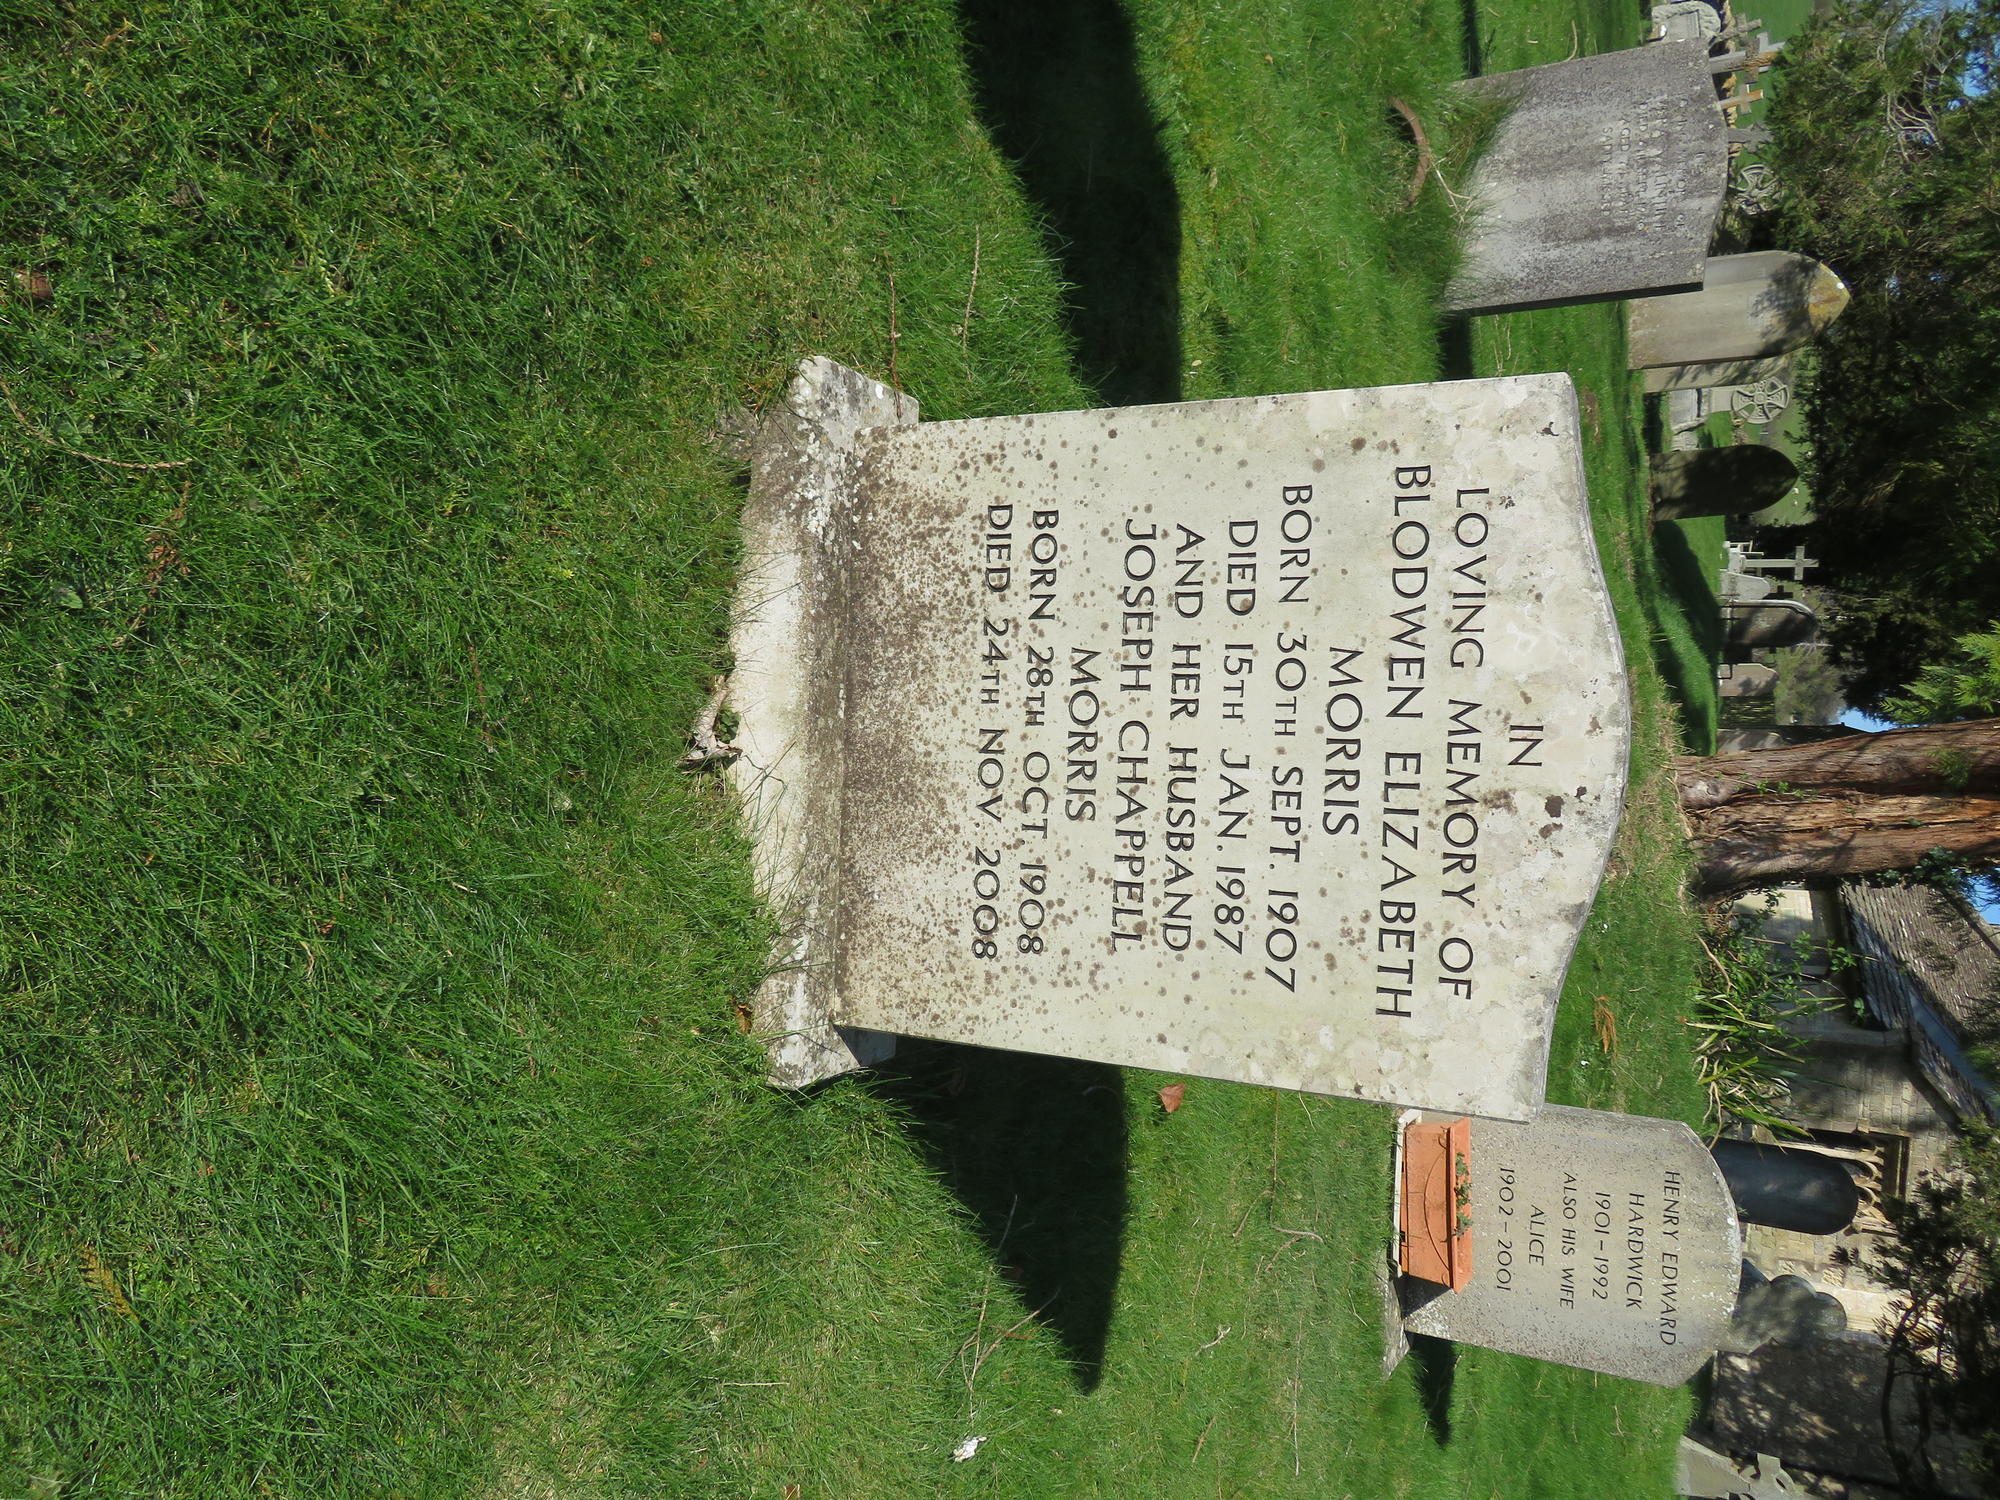 IN
LOVING MEMORY OF
BLODWEN ELIZABETH
MORRIS
BORN 30TH SEPT. 1907
DIED 15TH JAN. 1987
AND HER HUSBAND
JOSEPH CHAPPELL
MORRIS
BORN 28TH OCT 1908
DIED 24TH NOV. 2008
HENRY EDWARD
HARDWICK
1901–1992
ALSO HIS WIFE
ALICE
1902–2001